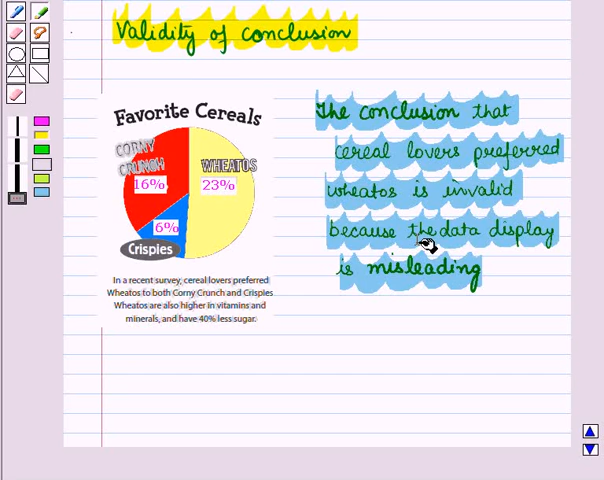 Validity of conclusion
Favorite Cereals
CORNY
CRUNCH
16%
WHEATOS
23%
6%
Crispies
In a recent survey, cereal lovers preferred
Wheatos to both Corny Crunch and Crispies
Wheatos are also higher in vitamins and
minerals, and have 40% less sugar.
The conclusion that
cereal lovers preferred
wheatos is invalid
because the data display
is misleading